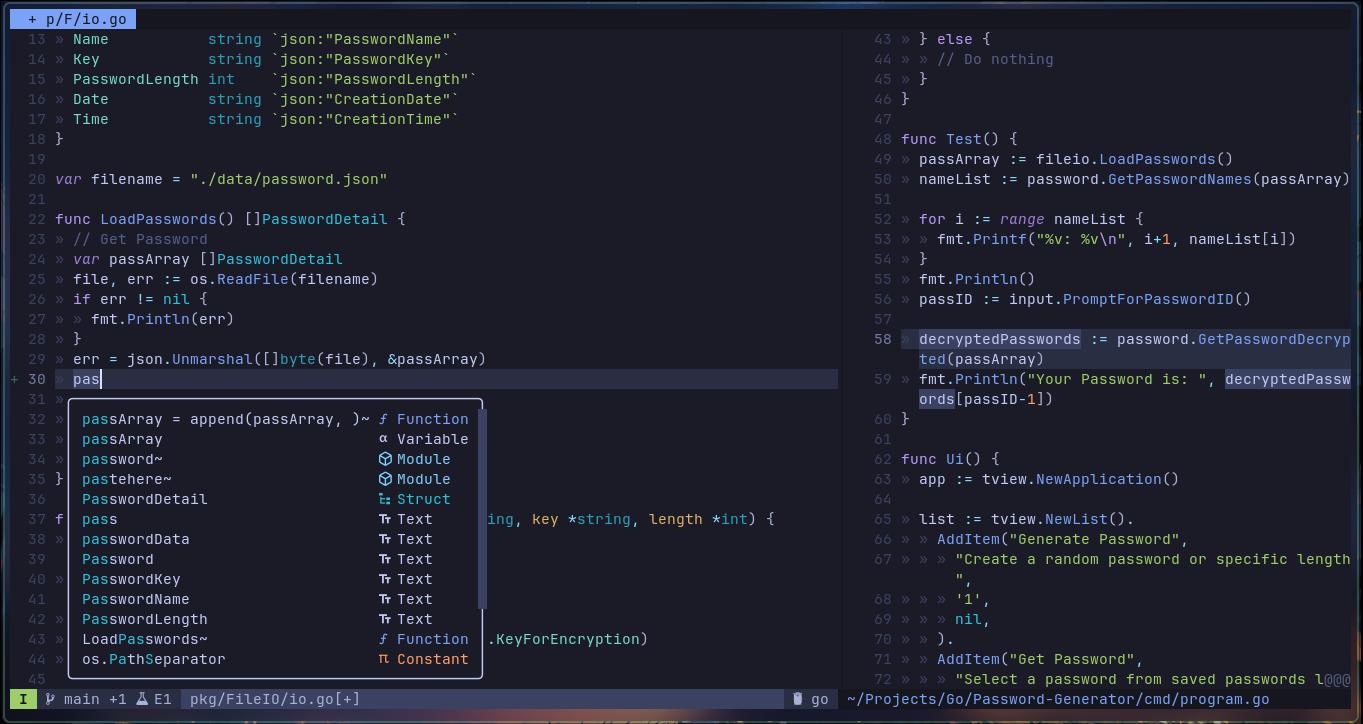 + p/F/io.go
13 » Name string `json:"PasswordName"`
14 » Key string `json:"PasswordKey"`
15 » PasswordLength int `json:"PasswordLength"`
16 » Date string `json:"CreationDate"`
17 » Time string `json:"CreationTime"`
18 }
19
20 var filename = "./data/password.json"
21
22 func LoadPasswords() []PasswordDetail {
23 » // Get Password
24 » var passArray []PasswordDetail
25 » file, err := os.ReadFile(filename)
26 » if err != nil {
27 » » fmt.Println(err)
28 » }
29 » err = json.Unmarshal([]byte(file), &passArray)
+ 30 » pas
31 »
32 » passArray = append(passArray, )~ ƒ Function
33 » passArray α Variable
34 » password~ Module
35 } pastehere~ Module
36 PasswordDetail Struct
37 f pass Text ing, key *string, length *int) {
38 » passwordData Text
39 Password Text
40 » PasswordKey Text
41 PasswordName Text
42 » PasswordLength Text
43 » LoadPasswords~ ƒ Function .KeyForEncryption)
44 » os.PathSeparator π Constant
45
43 » } else {
44 » » // Do nothing
45 » }
46 }
47
48 func Test() {
49 » passArray := fileio.LoadPasswords()
50 » nameList := password.GetPasswordNames(passArray)
51
52 » for i := range nameList {
53 » » fmt.Printf("%v: %v\n", i+1, nameList[i])
54 » }
55 » fmt.Println()
56 » passID := input.PromptForPasswordID()
57
58 » decryptedPasswords := password.GetPasswordDecryp
ted(passArray)
59 » fmt.Println("Your Password is: ", decryptedPassw
ords[passID-1])
60 }
61
62 func Ui() {
63 » app := tview.NewApplication()
64
65 » list := tview.NewList().
66 » » AddItem("Generate Password",
67 » » » "Create a random password or specific length
",
68 » » » '1',
69 » » » nil,
70 » » ).
71 » » AddItem("Get Password",
72 » » » "Select a password from saved passwords l@@@
I main +1 E1 pkg/FileIO/io.go[+] go ~/Projects/Go/Password-Generator/cmd/program.go